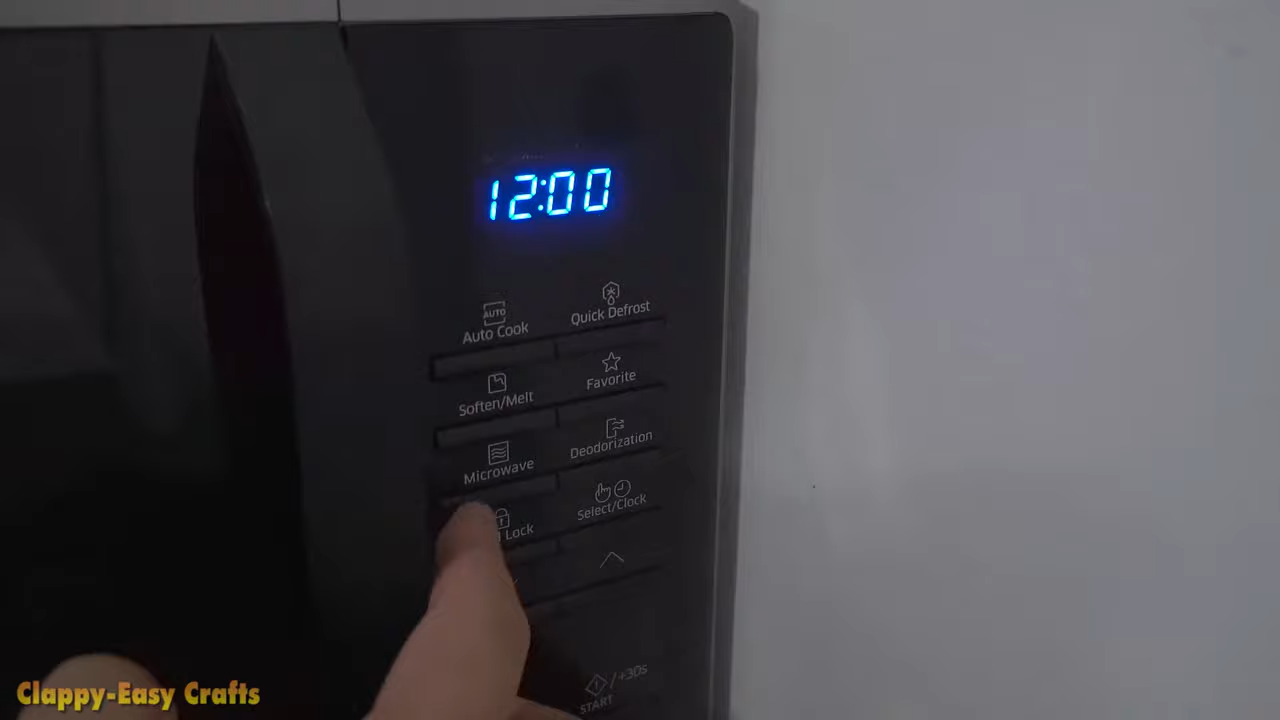 12:00
AUTO
Auto Cook
Quick Defrost
Soften/Melt
Favorite
Microwave
Deodorization
Lock
Select/Clock
/+30s
START
Clappy-Easy Crafts